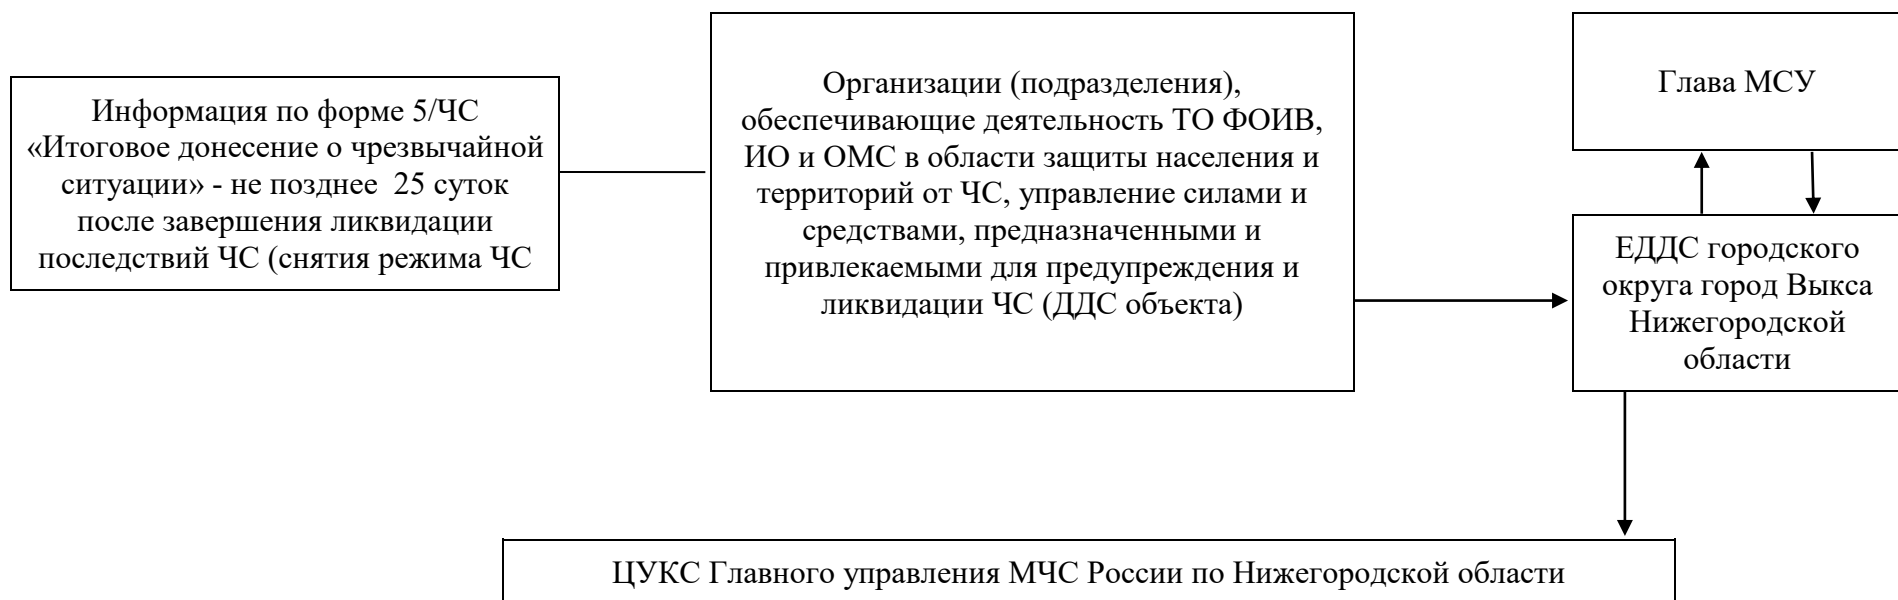 Информация по форме 5/ЧС
«Итоговое донесение о чрезвычайной
ситуации» - не позднее  25 суток
после завершения ликвидации
последствий ЧС (снятия режима ЧС
Организации (подразделения),
обеспечивающие деятельность ТО ФОИВ,
ИО и ОМС в области защиты населения и
территорий от ЧС, управление силами и
средствами, предназначенными и
привлекаемыми для предупреждения и
ликвидации ЧС (ДДС объекта)
Глава МСУ
ЕДДС городского
округа город Выкса
Нижегородской
области
ЦУКС Главного управления МЧС России по Нижегородской области